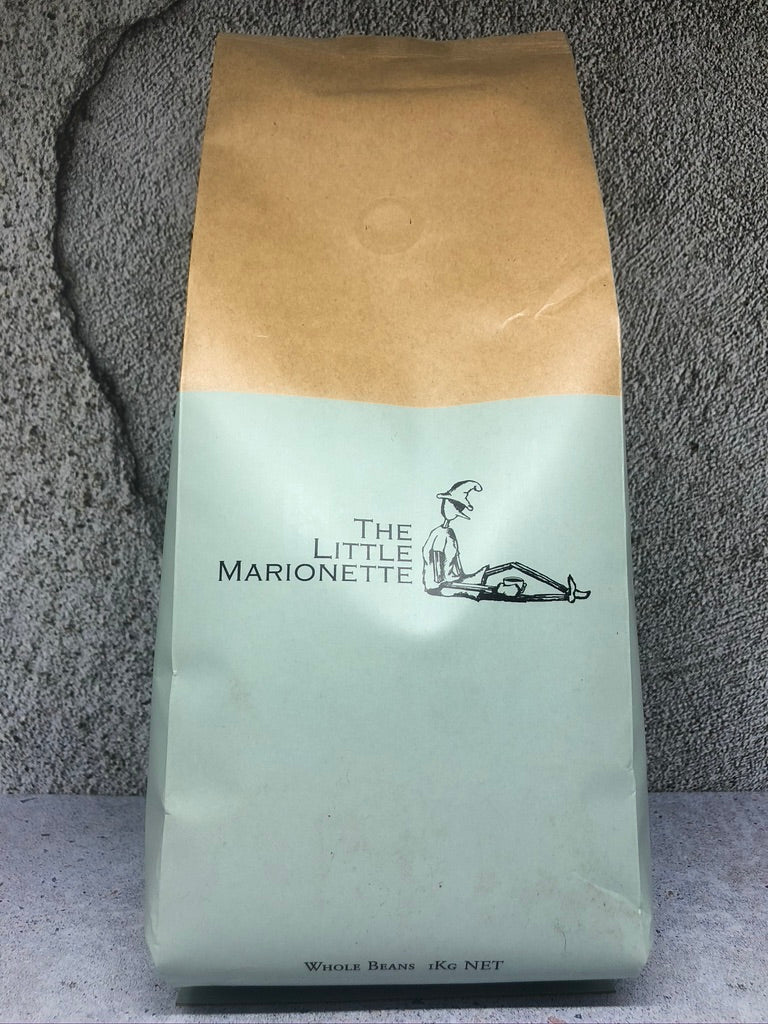 The
Little
Marionette
Whole Beans 1Kg NET